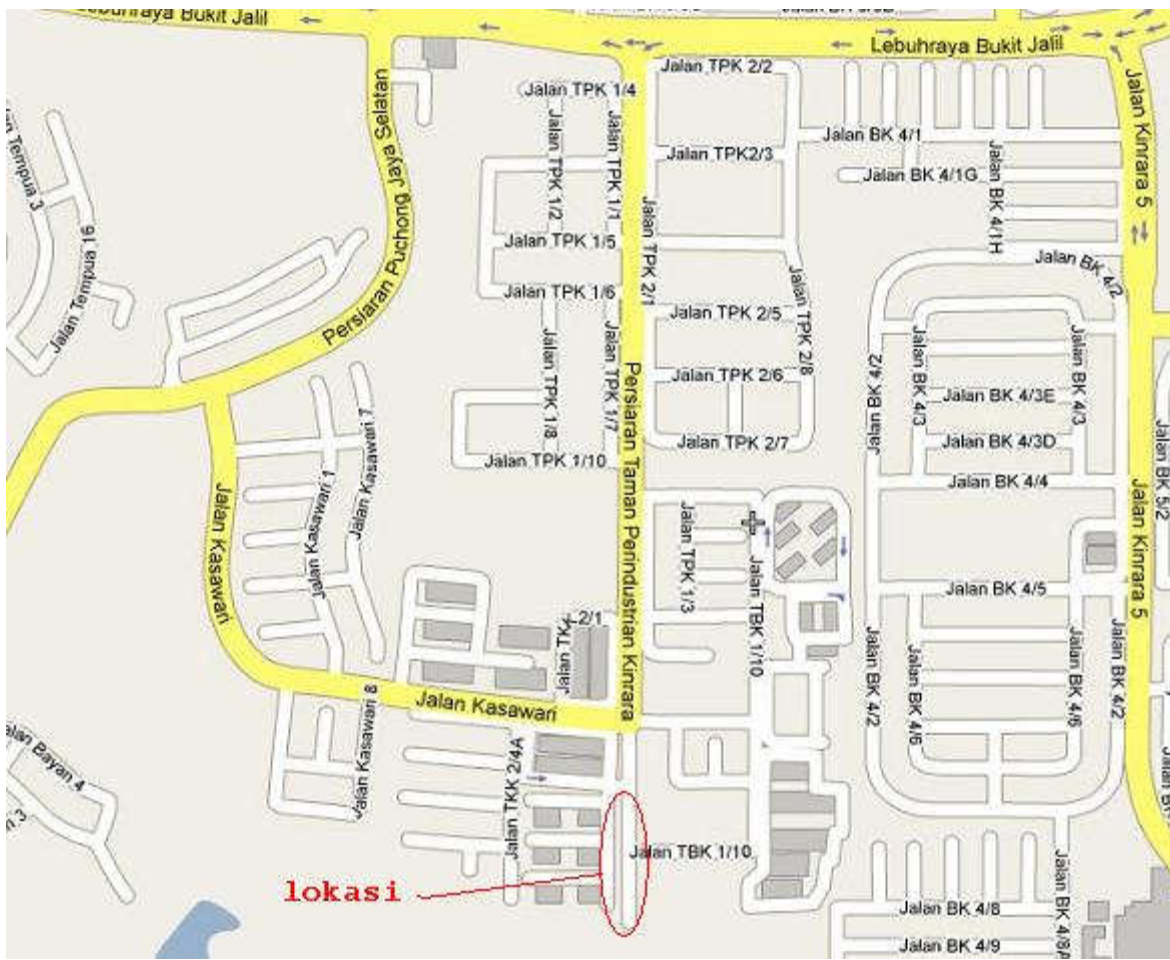 Lebuhraya Bukit Jalil
Lebuhraya Bukit Jalil
Jalan TPK 2/2
Jalan TPK 1/4
Jalan Kinrara 5
Persiaran Puchong Jaya Selatan
Jalan TPK 1/2
Jalan TPK 1/1
Jalan TPK2/3
Jalan BK 4/1
Jalan BK 4/1G
Jalan BK 4/1H
Tempua 3
Jalan Tempua 16
Jalan TPK 1/5
Jalan TPK 2/1
Jalan BK 4/2
Jalan TPK 1/6
Jalan TPK 2/5
Jalan TPK 2/8
Jalan TPK 1/8
Jalan TPK 1/7
Jalan TPK 2/6
Jalan BK 4/2
Jalan BK 4/3
Jalan BK 4/3E
Jalan BK 4/3
Jalan TPK 2/7
Jalan BK 4/3D
Jalan TPK 1/10
Persiaran Taman Perindustrian Kinrara
Jalan Kasawari 1
Jalan Kasawari 7
Jalan Kasawari
Jalan BK 4/4
Jalan BK 5/2
Jalan Kinrara 5
Jalan TPK 1/3
Jalan TBK 1/10
Jalan BK 4/5
2/1
Jalan BK 4/2
Jalan BK 4/6
Jalan BK 4/6
Jalan BK 4/2
Jalan Kasawari
Jalan Kasawari 8
Jalan TKK 2/4A
Bayan 4
Jalan TBK 1/10
lokasi
Jalan BK 4/8
Jalan BK 4/8A
Jalan BK 4/9